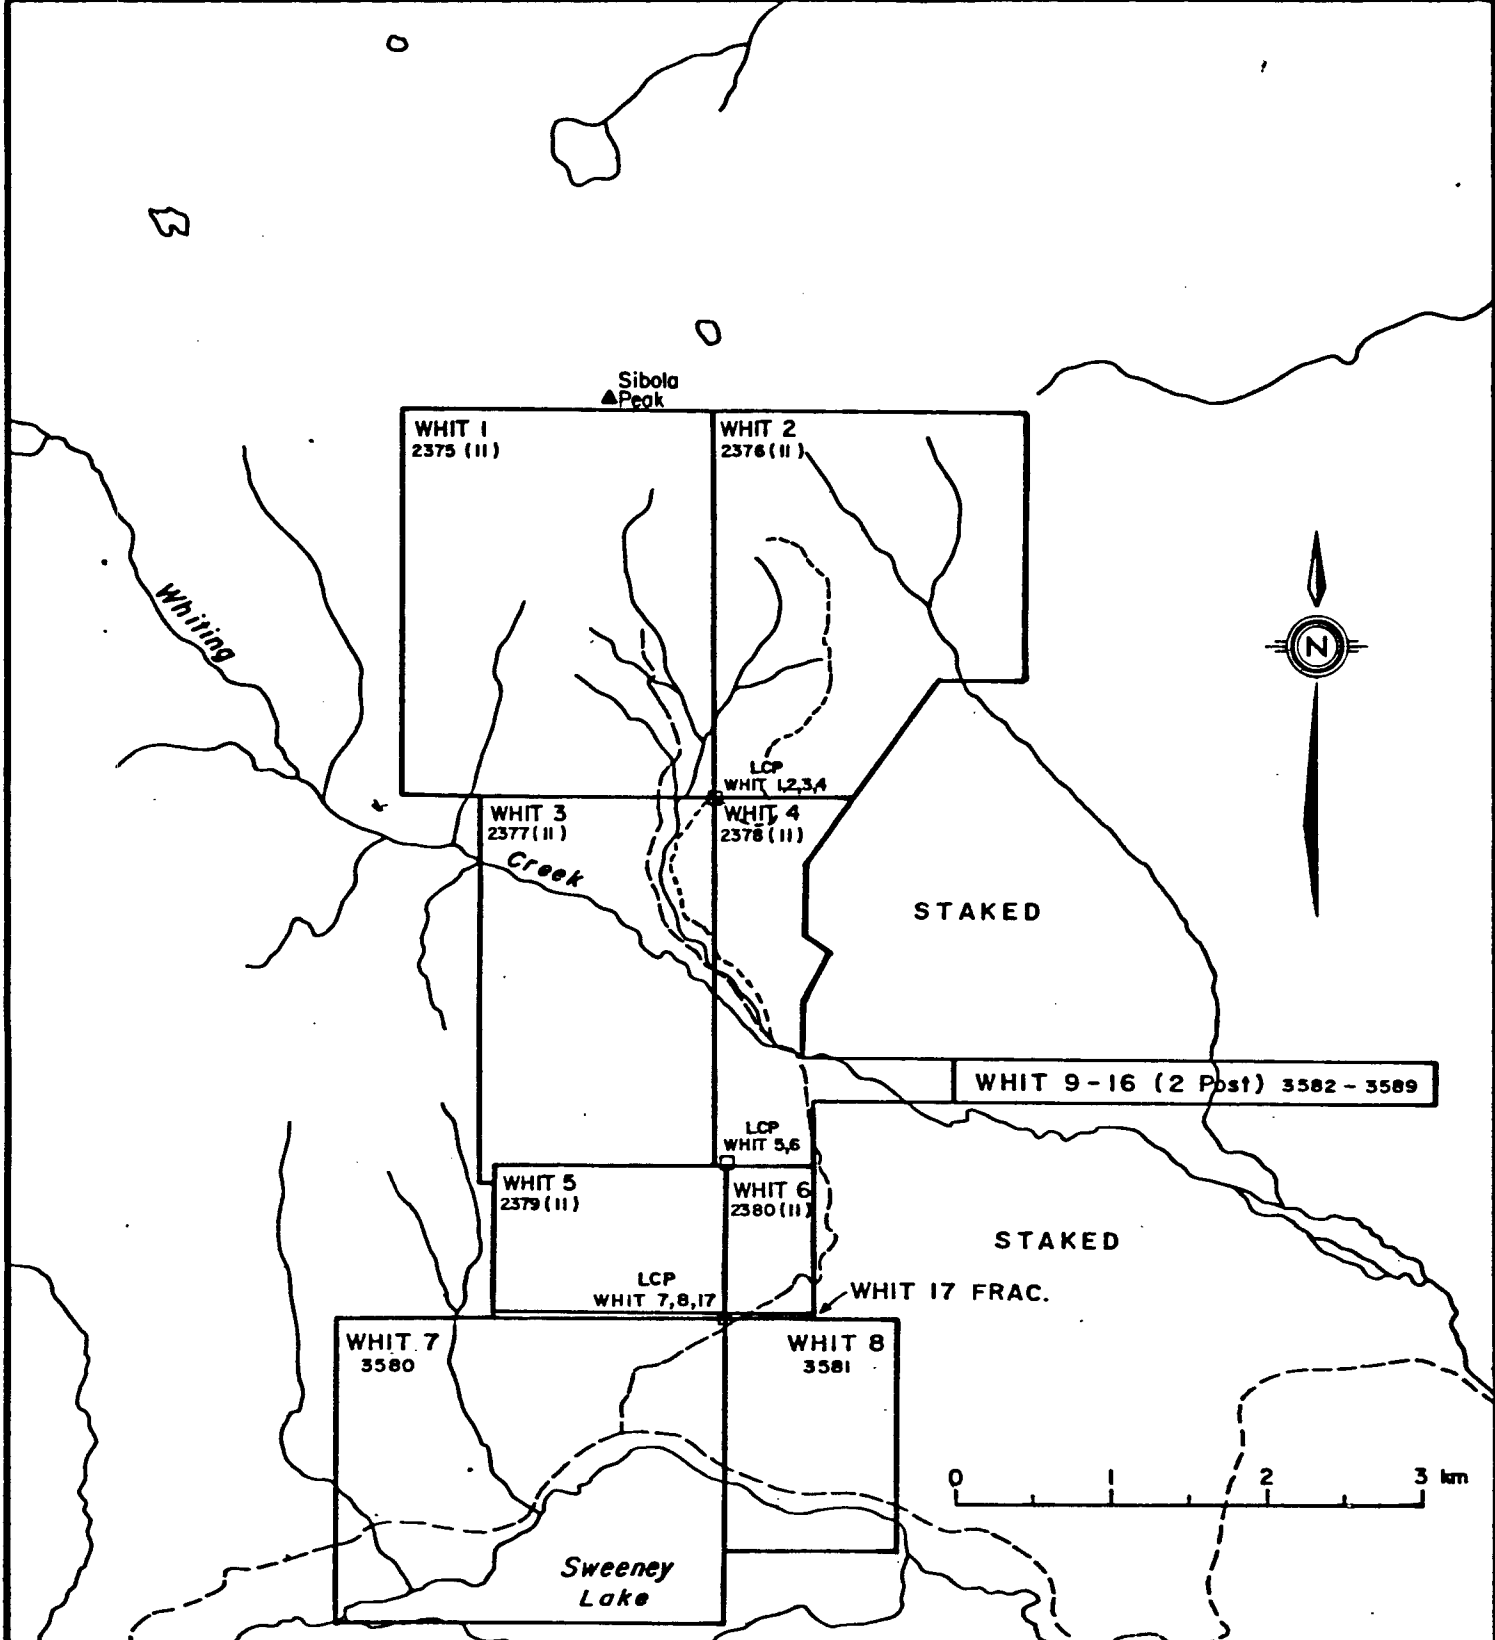 Sibola
Peak
WHIT 1
2375 (11)
WHIT 2
2376 (11)
Whiting
N
LCP
WHIT 1,2,3,4
WHIT 3
2377 (11)
WHIT 4
2378 (11)
Creek
STAKED
WHIT 9-16 (2 Post) 3582 - 3589
LCP
WHIT 5,6
WHIT 5
2379 (11)
WHIT 6
2380 (11)
STAKED
LCP
WHIT 7,8,17
WHIT 17 FRAC.
WHIT 7
3580
WHIT 8
3581
0 1 2 3 km
Sweeney
Lake